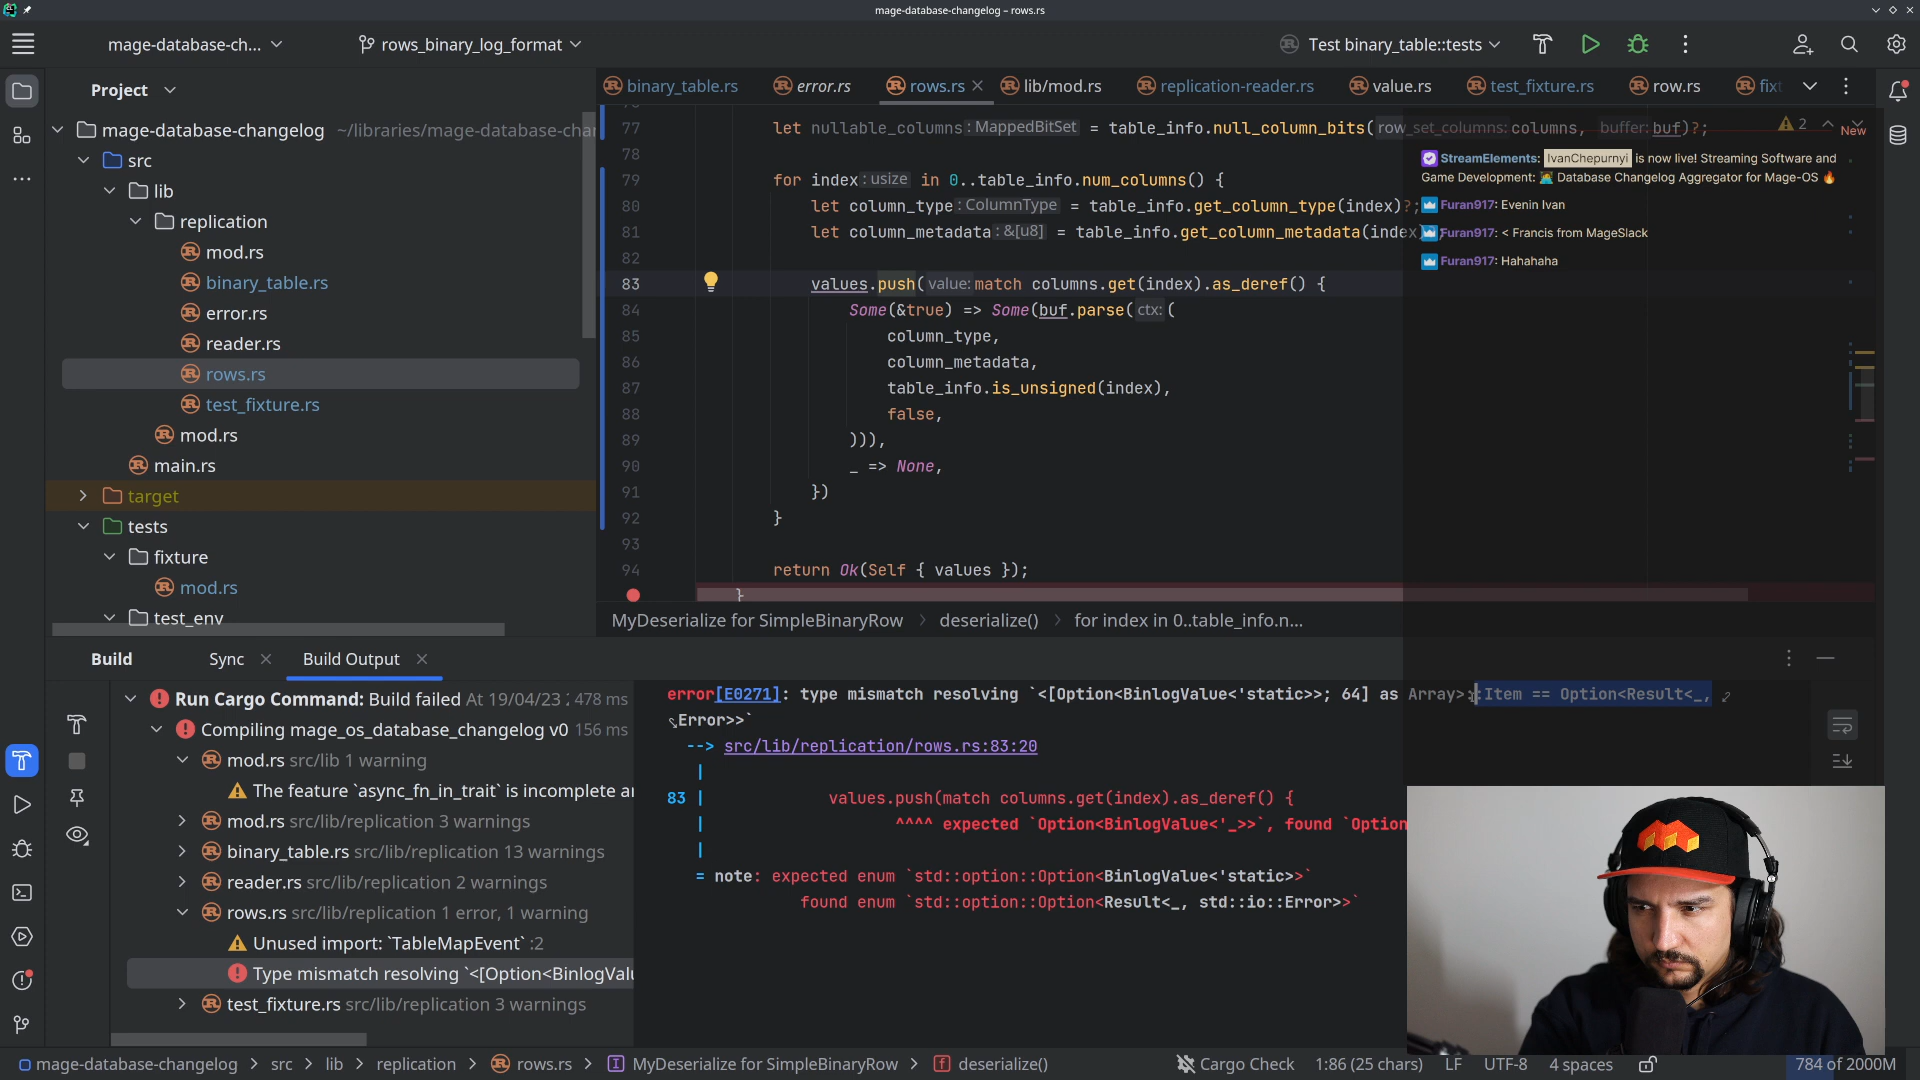 mage-database-changelog – rows.rs
mage-database-ch...
rows_binary_log_format
Test binary_table::tests
Project
binary_table.rs
error.rs
rows.rs
lib/mod.rs
replication-reader.rs
value.rs
test_fixture.rs
row.rs
fixt
mage-database-changelog ~/libraries/mage-database-cha
src
lib
replication
mod.rs
binary_table.rs
error.rs
reader.rs
rows.rs
test_fixture.rs
mod.rs
main.rs
target
tests
fixture
mod.rs
test_env
77 let nullable_columns: MappedBitSet = table_info.null_column_bits(row_set_columns: columns, buffer: buf)?;
78
79 for index: usize in 0..table_info.num_columns() {
80 let column_type: ColumnType = table_info.get_column_type(index)?;
81 let column_metadata: &[u8] = table_info.get_column_metadata(index
82
83 values.push(value: match columns.get(index).as_deref() {
84 Some(&true) => Some(buf.parse(ctx: (
85 column_type,
86 column_metadata,
87 table_info.is_unsigned(index),
88 false,
89 ))),
90 _ => None,
91 })
92 }
93
94 return Ok(Self { values });
}
2
New
StreamElements: IvanChepurnyi is now live! Streaming Software and
Game Development: Database Changelog Aggregator for Mage-OS
Furan917: Evenin Ivan
Furan917: < Francis from MageSlack
Furan917: Hahahaha
MyDeserialize for SimpleBinaryRow > deserialize() > for index in 0..table_info.n...
Build
Sync
Build Output
Run Cargo Command: Build failed At 19/04/23 478 ms
Compiling mage_os_database_changelog v0 156 ms
mod.rs src/lib 1 warning
The feature `async_fn_in_trait` is incomplete a
mod.rs src/lib/replication 3 warnings
binary_table.rs src/lib/replication 13 warnings
reader.rs src/lib/replication 2 warnings
rows.rs src/lib/replication 1 error, 1 warning
Unused import: `TableMapEvent` :2
Type mismatch resolving `<[Option<BinlogValu
test_fixture.rs src/lib/replication 3 warnings
error[E0271]: type mismatch resolving `<[Option<BinlogValue<'static>>; 64] as Array>::Item == Option<Result<_,
Error>>`
--> src/lib/replication/rows.rs:83:20
|
83 | values.push(match columns.get(index).as_deref() {
| ^^^^ expected `Option<BinlogValue<'_>>`, found `Option
|
= note: expected enum `std::option::Option<BinlogValue<'static>>`
found enum `std::option::Option<Result<_, std::io::Error>>`
mage-database-changelog > src > lib > replication > rows.rs > MyDeserialize for SimpleBinaryRow > deserialize()
Cargo Check
1:86 (25 chars)
LF
UTF-8
4 spaces
784 of 2000M